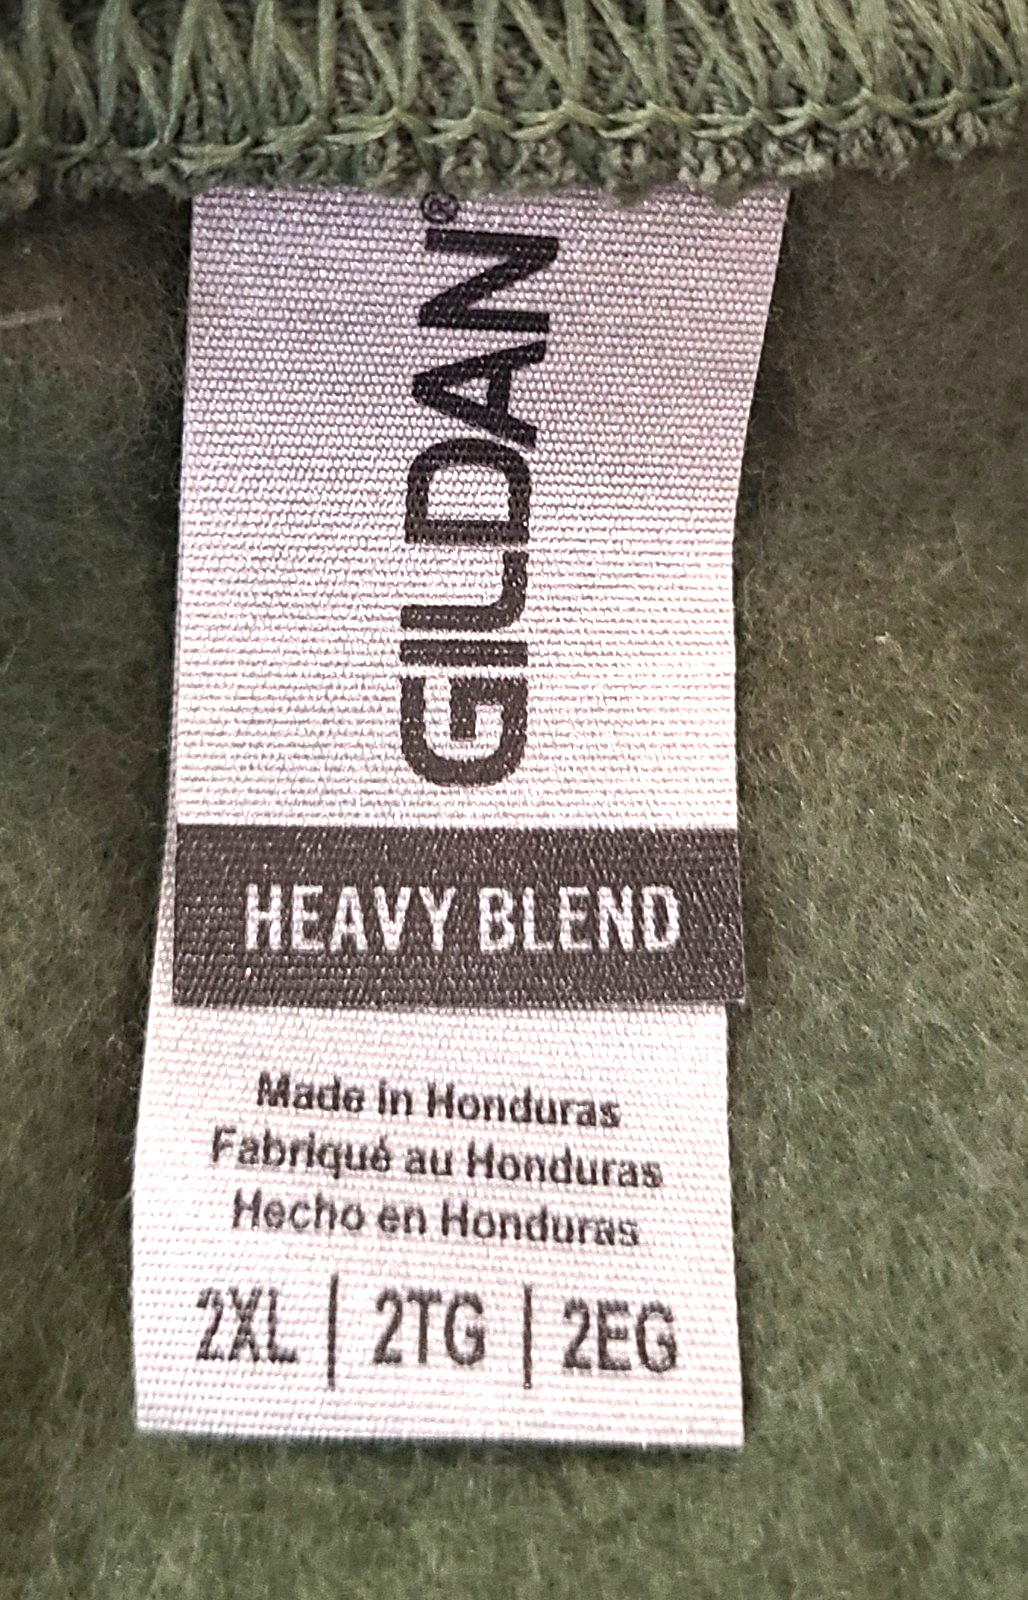 GILDAN®
HEAVY BLEND
Made in Honduras
Fabriqué au Honduras
Hecho en Honduras
2XL | 2TG | 2EG